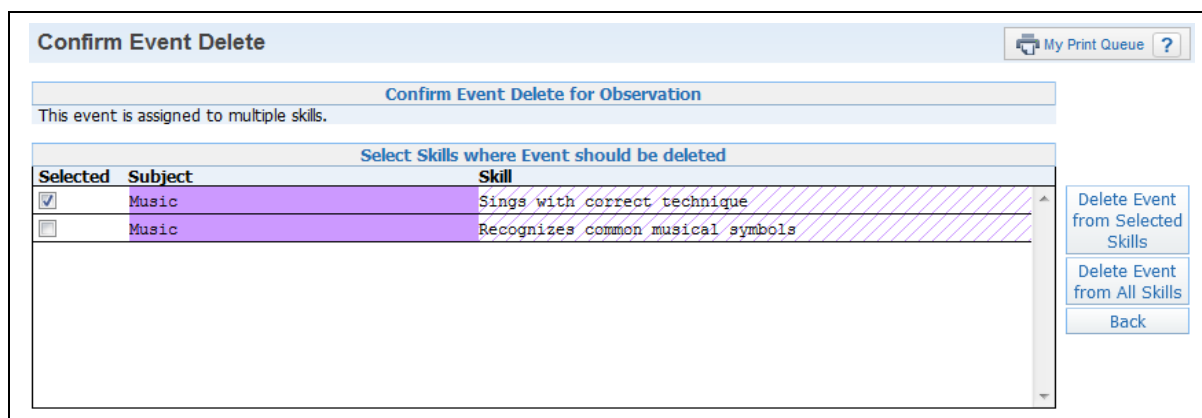 Confirm Event Delete
My Print Queue ?
Confirm Event Delete for Observation
This event is assigned to multiple skills.
Select Skills where Event should be deleted
Selected Subject Skill
Music Sings with correct technique
Music Recognizes common musical symbols
Delete Event
from Selected
Skills
Delete Event
from All Skills
Back